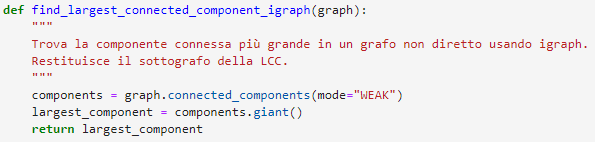 def find_largest_connected_component_igraph(graph):
    """
    Trova la componente connessa più grande in un grafo non diretto usando igraph.
    Restituisce il sottografo della LCC.
    """
    components = graph.connected_components(mode="WEAK")
    largest_component = components.giant()
    return largest_component